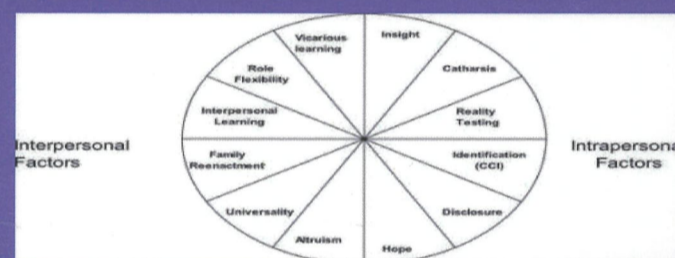 Vicarious
learning
Insight
Role
Flexibility
Catharsis
Interpersonal
Learning
Reality
Testing
Interpersonal
Factors
Intrapersona
Factors
Family
Reenactment
Identification
(CCI)
Universality
Disclosure
Altruism
Hope